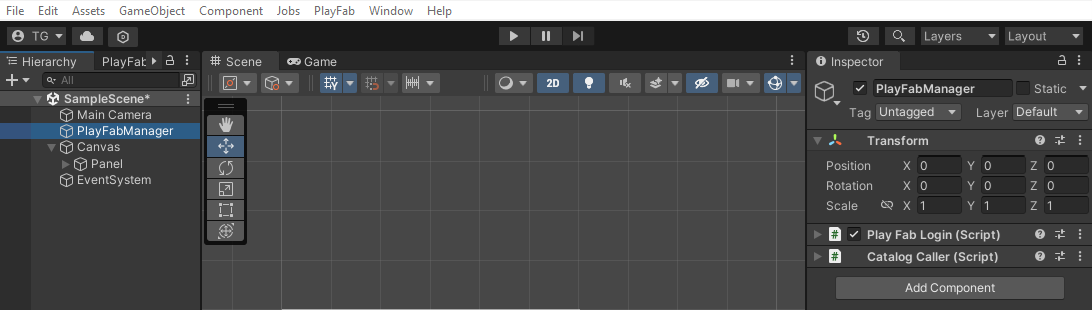 File Edit Assets GameObject Component Jobs PlayFab Window Help
TG Layers Layout
Hierarchy PlayFab Scene Game Inspector
All
2D
SampleScene*
Main Camera
PlayFabManager
Canvas
Panel
EventSystem
PlayFabManager Static
Tag Untagged Layer Default
Transform
Position X 0 Y 0 Z 0
Rotation X 0 Y 0 Z 0
Scale X 1 Y 1 Z 1
# Play Fab Login (Script)
# Catalog Caller (Script)
Add Component